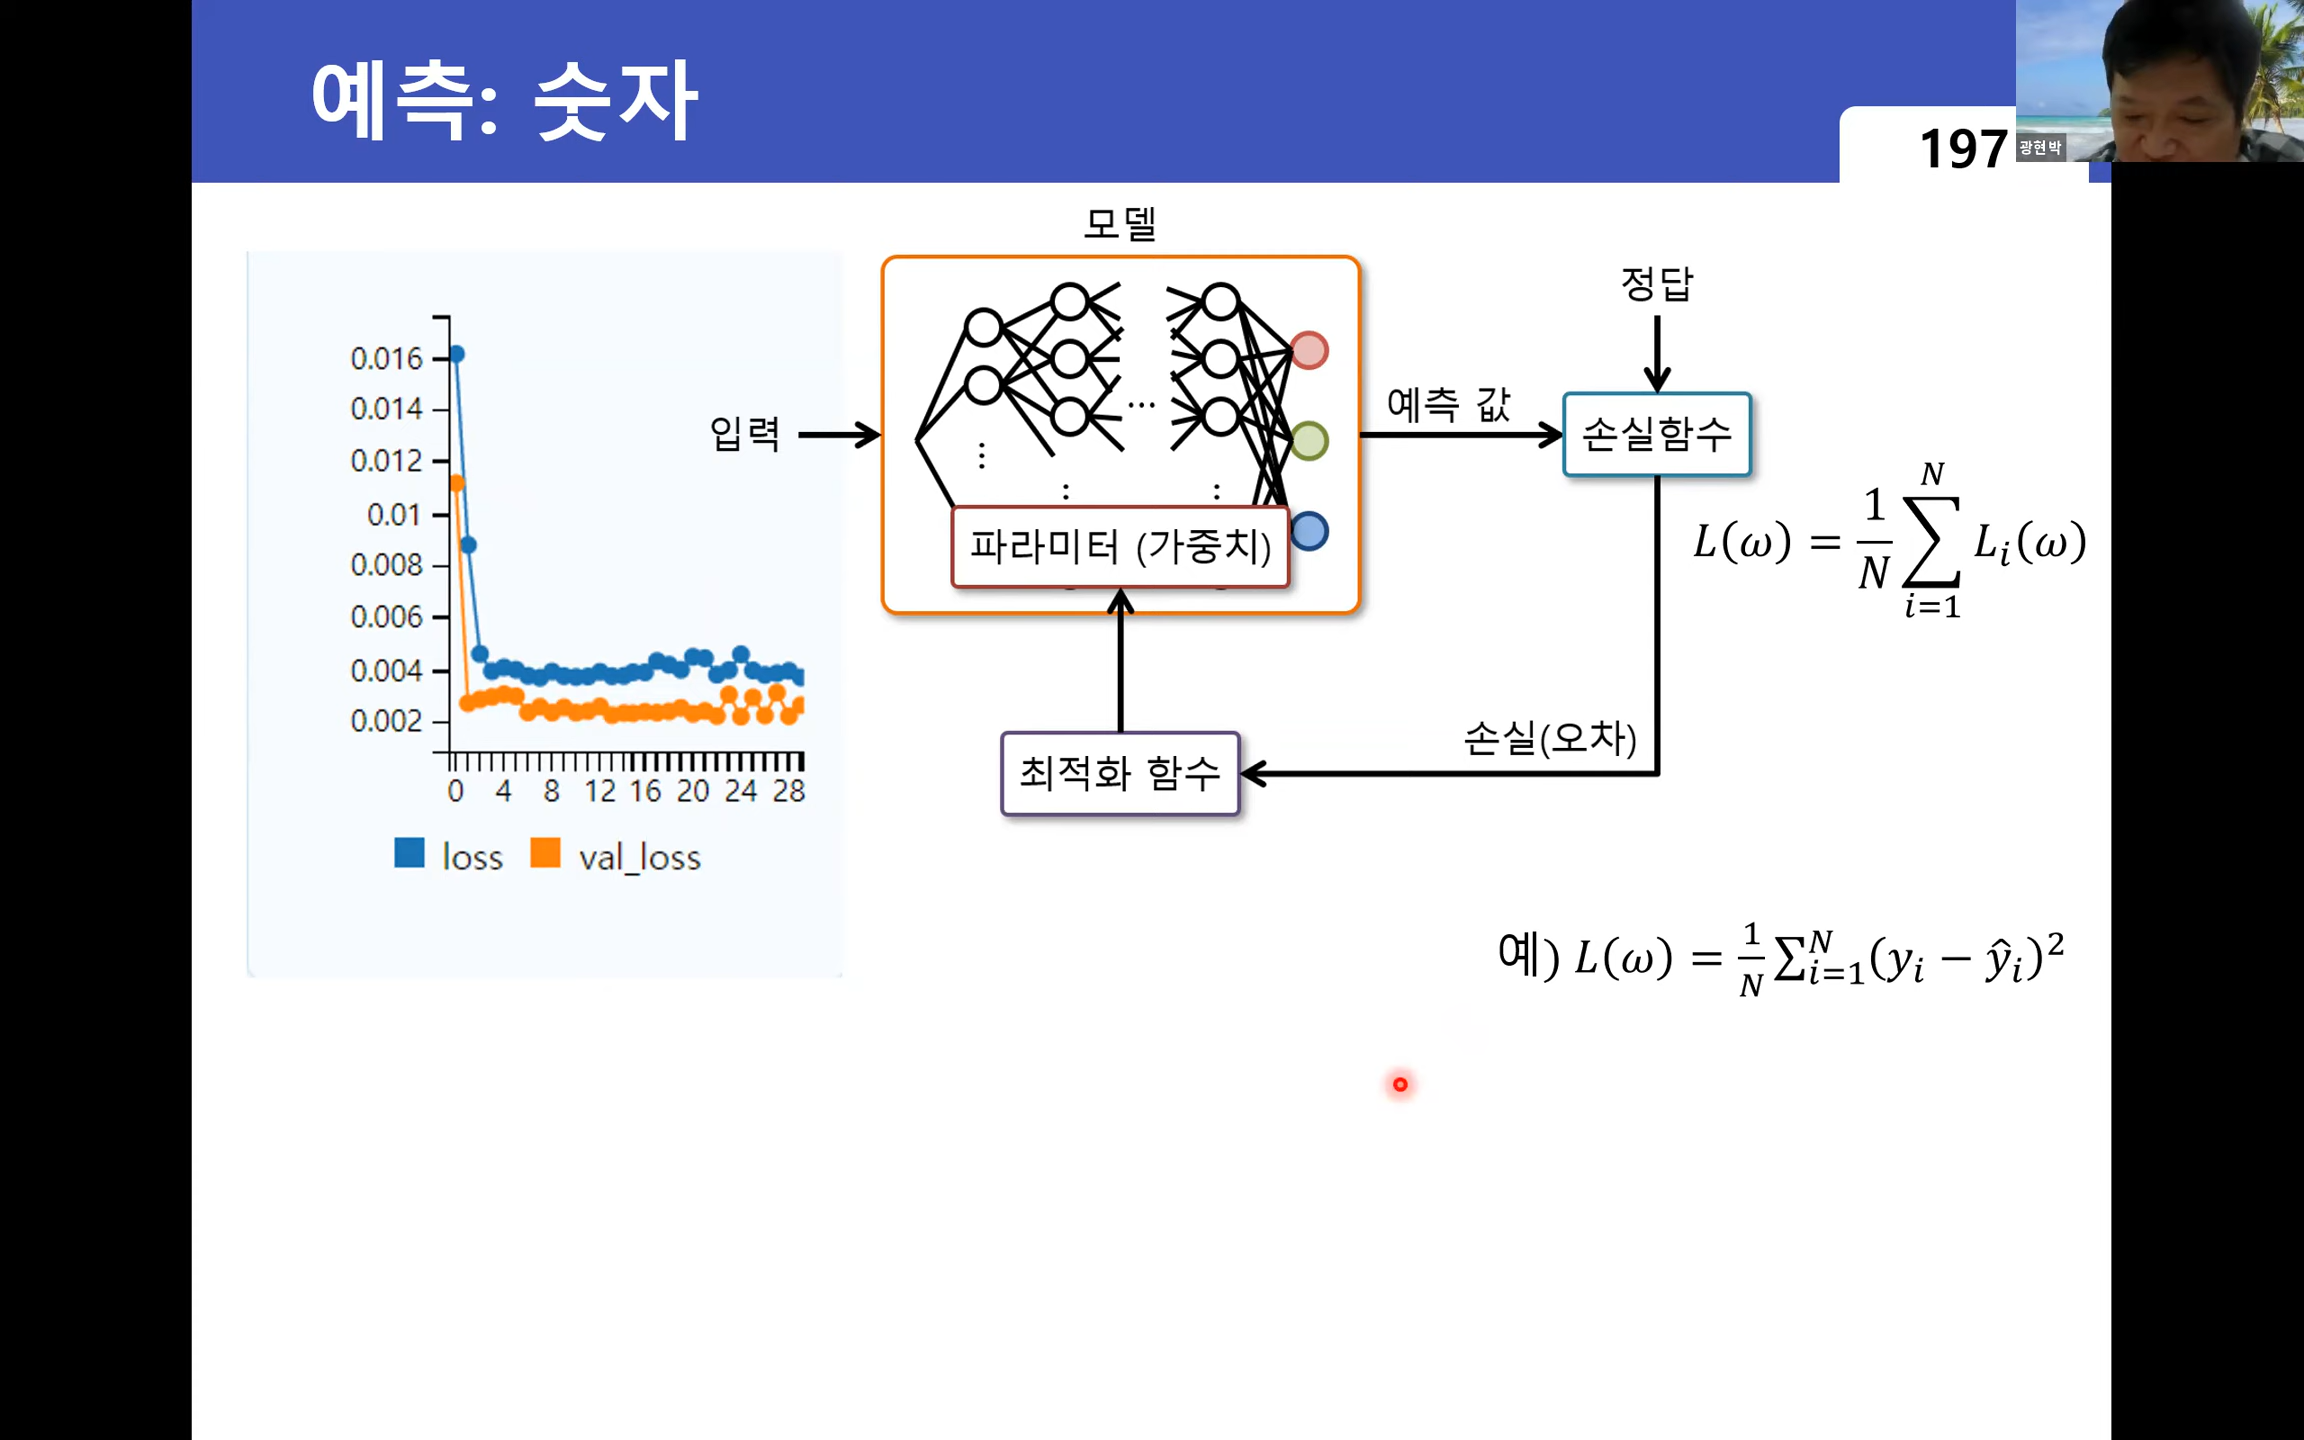 예측: 숫자
197
광현박
모델
정답
입력
예측 값
손실함수
파라미터 (가중치)
최적화 함수
손실(오차)
L(ω) = 1/N ∑_{i=1}^{N} L_i(ω)
예) L(ω) = 1/N ∑_{i=1}^{N} (y_i − ŷ_i)²
0.016
0.014
0.012
0.01
0.008
0.006
0.004
0.002
0 4 8 12 16 20 24 28
loss val_loss